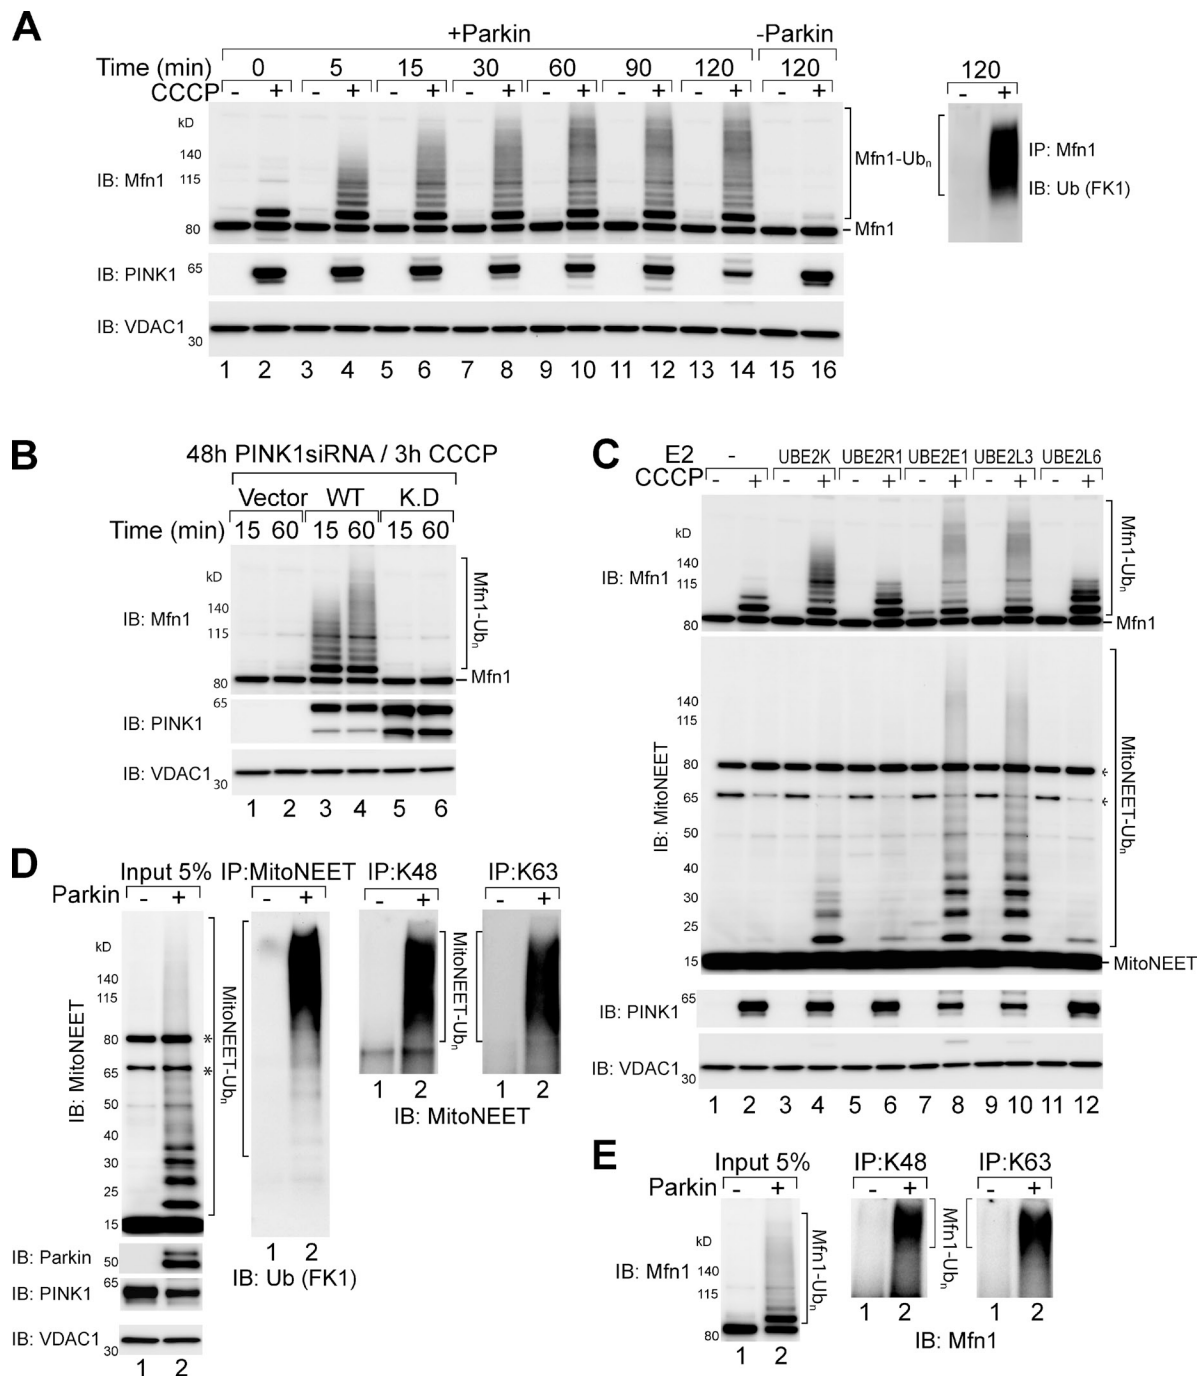 A
+Parkin -Parkin
Time (min) 0 5 15 30 60 90 120 120 120
CCCP - + - + - + - + - + - + - + - + - +
kD
140
115
80
IB: Mfn1
Mfn1-Ubn
Mfn1
IP: Mfn1
IB: Ub (FK1)
IB: PINK1 65
IB: VDAC1
30
1 2 3 4 5 6 7 8 9 10 11 12 13 14 15 16
B
48h PINK1siRNA / 3h CCCP
Vector WT K.D
Time (min) 15 60 15 60 15 60
kD
140
115
80
IB: Mfn1
Mfn1-Ubn
Mfn1
65
IB: PINK1
IB: VDAC1
30
1 2 3 4 5 6
C
E2 - UBE2K UBE2R1 UBE2E1 UBE2L3 UBE2L6
CCCP - + - + - + - + - + - +
kD
140
115
80
IB: Mfn1
Mfn1-Ubn
Mfn1
140
115
80
65
50
40
30
25
15
IB: MitoNEET
*
*
MitoNEET-Ubn
MitoNEET
65
IB: PINK1
IB: VDAC1
30
1 2 3 4 5 6 7 8 9 10 11 12
D
Input 5% IP:MitoNEET IP:K48 IP:K63
Parkin - + - + - + - +
kD
140
115
80
65
50
40
30
25
15
IB: MitoNEET
*
*
MitoNEET-Ubn
MitoNEET-Ubn
1 2 1 2
IB: MitoNEET
1 2
IB: Ub (FK1)
IB: Parkin 50
65
IB: PINK1
IB: VDAC1
30
1 2
E
Input 5% IP:K48 IP:K63
Parkin - + - + - +
kD
140
115
80
IB: Mfn1
Mfn1-Ubn
Mfn1-Ubn
1 2 1 2 1 2
IB: Mfn1